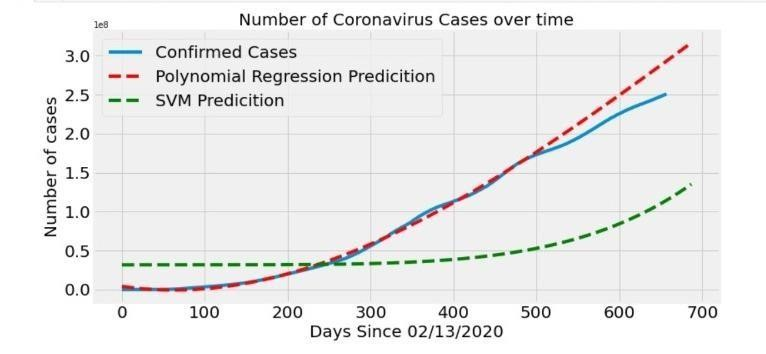 Number of Coronavirus Cases over time
1e8
Confirmed Cases
Polynomial Regression Predicition
SVM Predicition
3.0
2.5
2.0
1.5
1.0
0.5
0.0
Number of cases
0 100 200 300 400 500 600 700
Days Since 02/13/2020